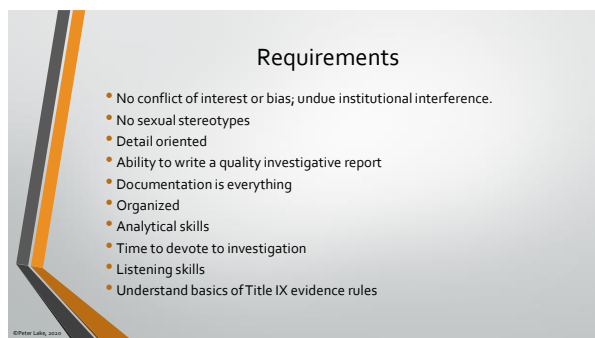 Requirements
• No conflict of interest or bias; undue institutional interference.
• No sexual stereotypes
• Detail oriented
• Ability to write a quality investigative report
• Documentation is everything
• Organized
• Analytical skills
• Time to devote to investigation
• Listening skills
• Understand basics of Title IX evidence rules
©Peter Lake, 2020